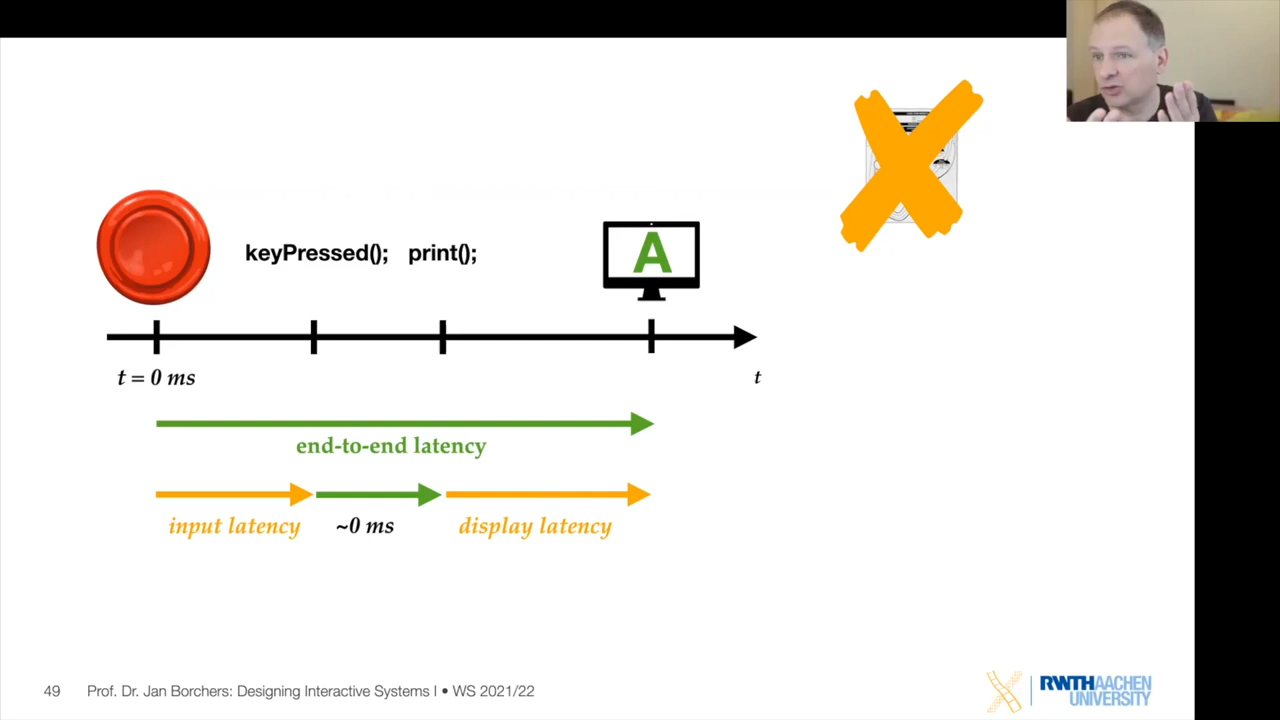 keyPressed(); print();
A
t = 0 ms
t
end-to-end latency
input latency
~0 ms
display latency
49
Prof. Dr. Jan Borchers: Designing Interactive Systems I • WS 2021/22
RWTHAACHEN
UNIVERSITY